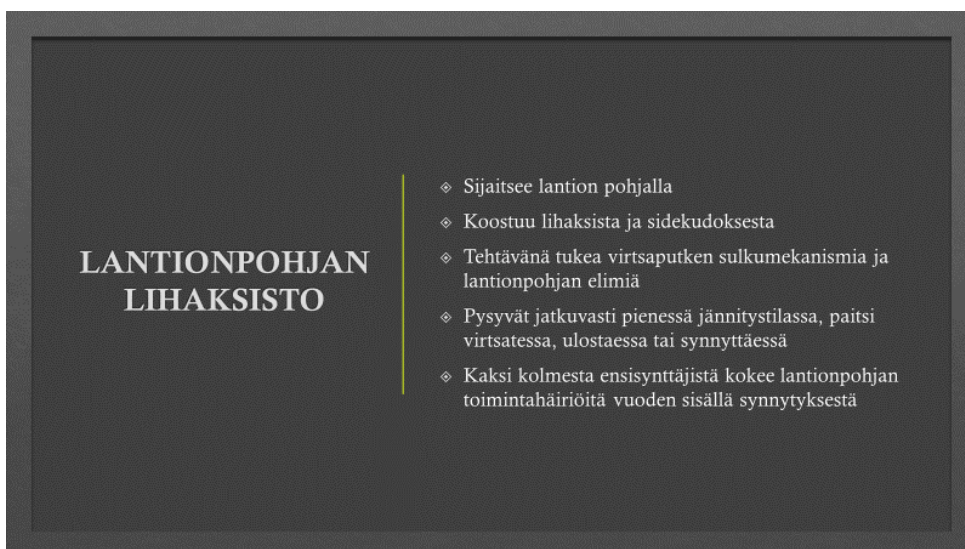 LANTIONPOHJAN
LIHAKSISTO
Sijaitsee lantion pohjalla
Koostuu lihaksista ja sidekudoksesta
Tehtävänä tukea virtsaputken sulkumekanismia ja
lantionpohjan elimiä
Pysyvät jatkuvasti pienessä jännitystilassa, paitsi
virtsatessa, ulostaessa tai synnyttäessä
Kaksi kolmesta ensisynttäjistä kokee lantionpohjan
toimintahäiriöitä vuoden sisällä synnytyksestä